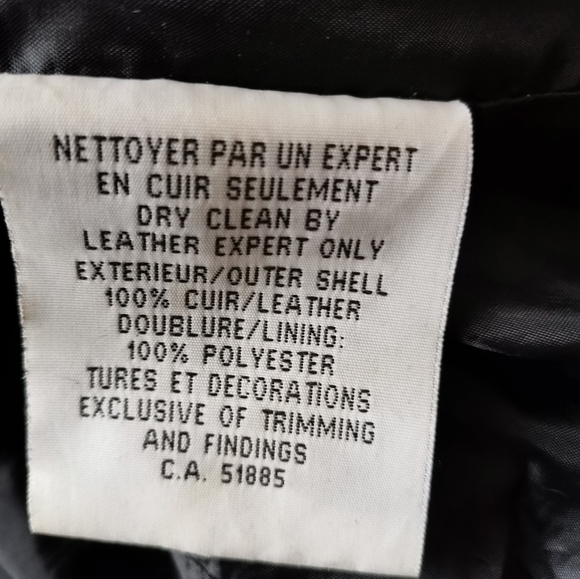 NETTOYER PAR UN EXPERT
EN CUIR SEULEMENT
DRY CLEAN BY
LEATHER EXPERT ONLY
EXTERIEUR/OUTER SHELL
100% CUIR/LEATHER
DOUBLURE/LINING:
100% POLYESTER
TURES ET DECORATIONS
EXCLUSIVE OF TRIMMING
AND FINDINGS
C.A. 51885